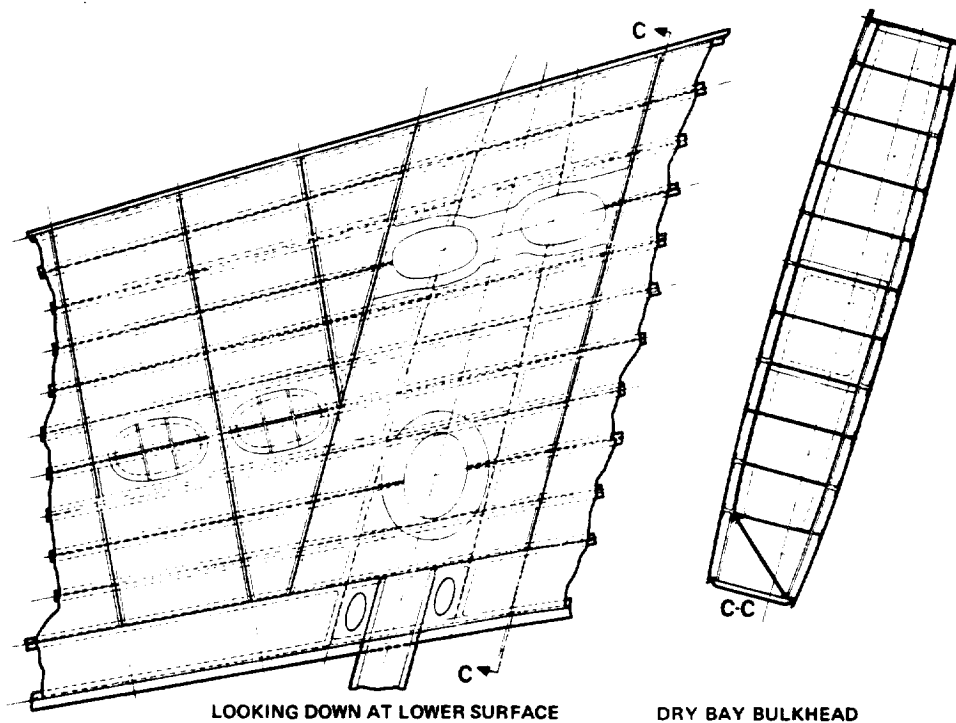 C
C
C-C
LOOKING DOWN AT LOWER SURFACE
DRY BAY BULKHEAD